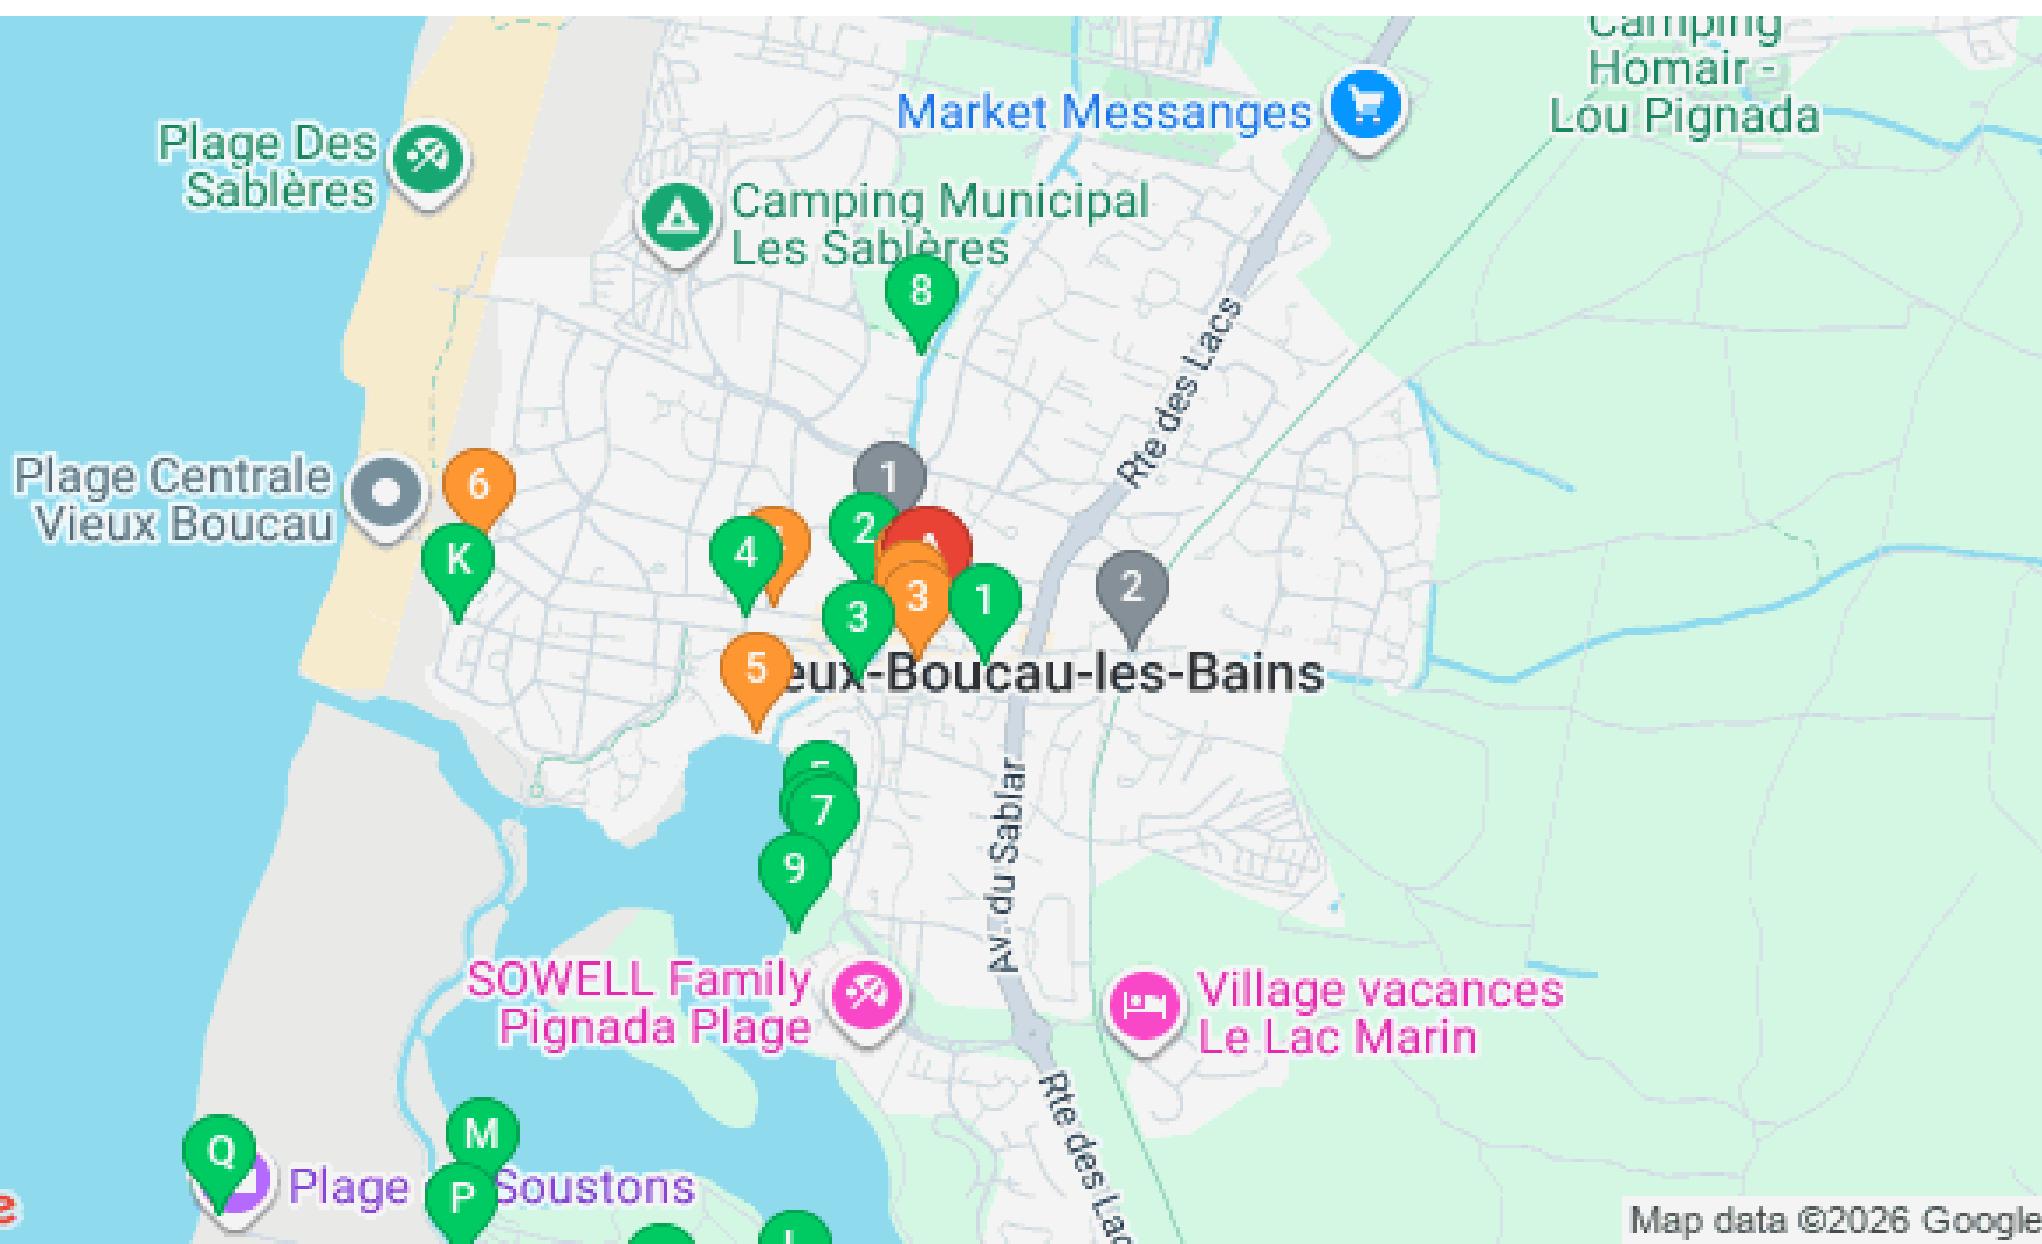 Camping
Homair -
Lou Pignada
Market Messanges
Plage Des
Sablères
Camping Municipal
Les Sablères
8
Rte des Lacs
Plage Centrale
Vieux Boucau
6
1
2
4
K
3
1
2
3
5
eux-Boucau-les-Bains
7
9
Av. du Sablar
SOWELL Family
Pignada Plage
Village vacances
Le Lac Marin
Rte des Lac
M
Q
P
Plage
Soustons
e
L
Map data ©2026 Google